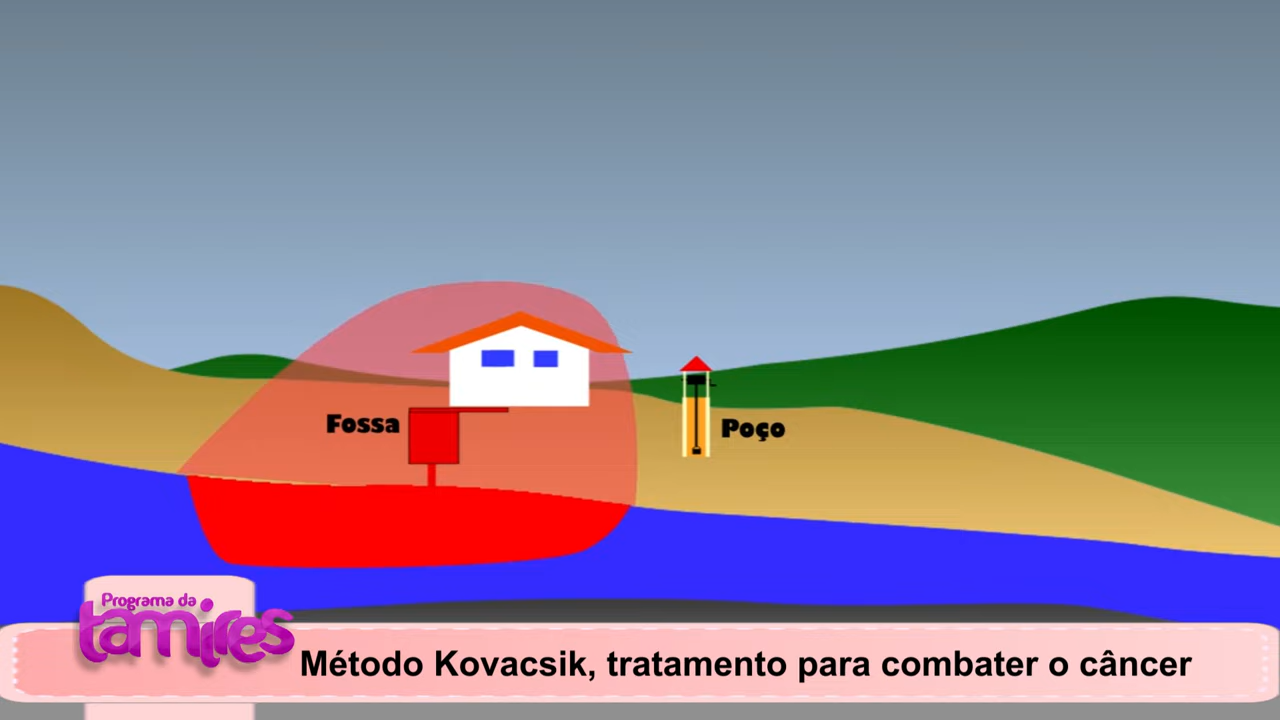 Fossa
Poço
Programa da
tamires
Método Kovacsik, tratamento para combater o câncer